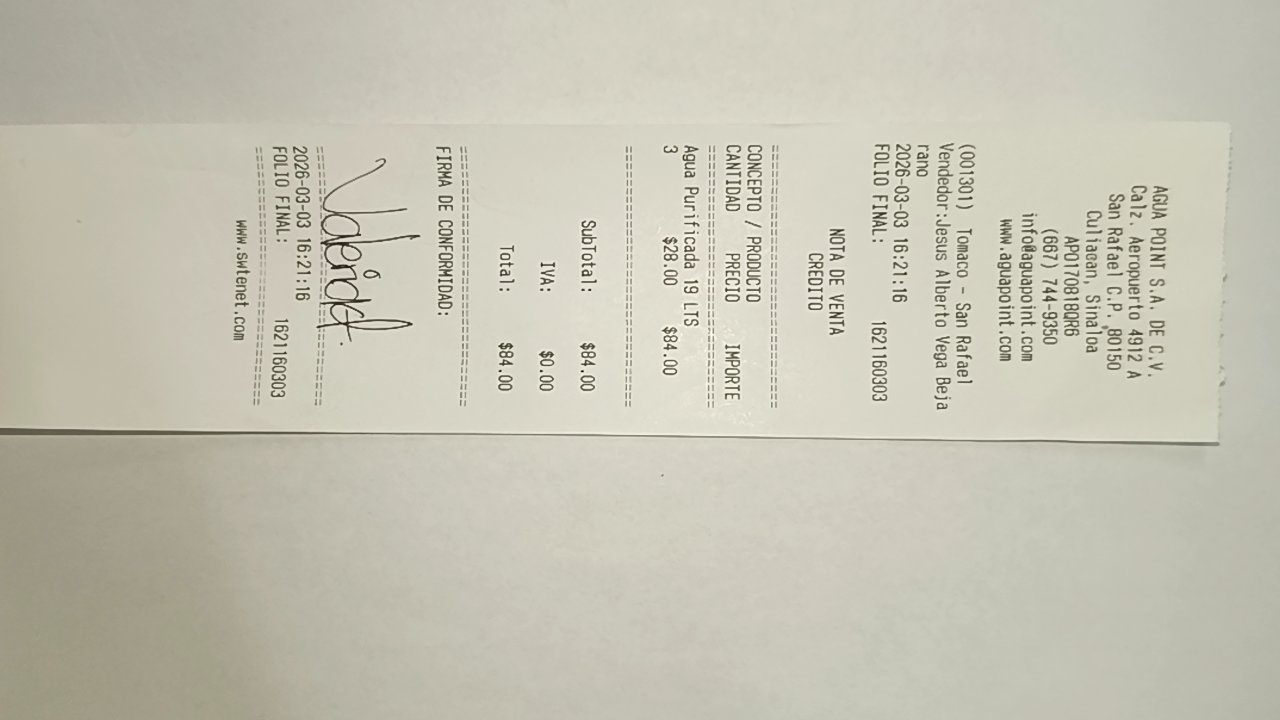 AGUA POINT S.A. DE C.V.
Calz. Aeropuerto 4912 A
San Rafael C.P. 80150
Culiacan, Sinaloa
APO170818QR6
(667) 744-9350
info@aguapoint.com
www.aguapoint.com
(001301) Tomaco - San Rafael
Vendedor:Jesus Alberto Vega Beja
rano
2026-03-03 16:21:16
FOLIO FINAL: 1621160303
NOTA DE VENTA
CREDITO
================================
CONCEPTO / PRODUCTO
CANTIDAD PRECIO IMPORTE
================================
Agua Purificada 19 LTS
3 $28.00 $84.00
================================
SubTotal: $84.00
IVA: $0.00
Total: $84.00
================================
FIRMA DE CONFORMIDAD:
================================
2026-03-03 16:21:16
FOLIO FINAL: 1621160303
================================
www.swtenet.com